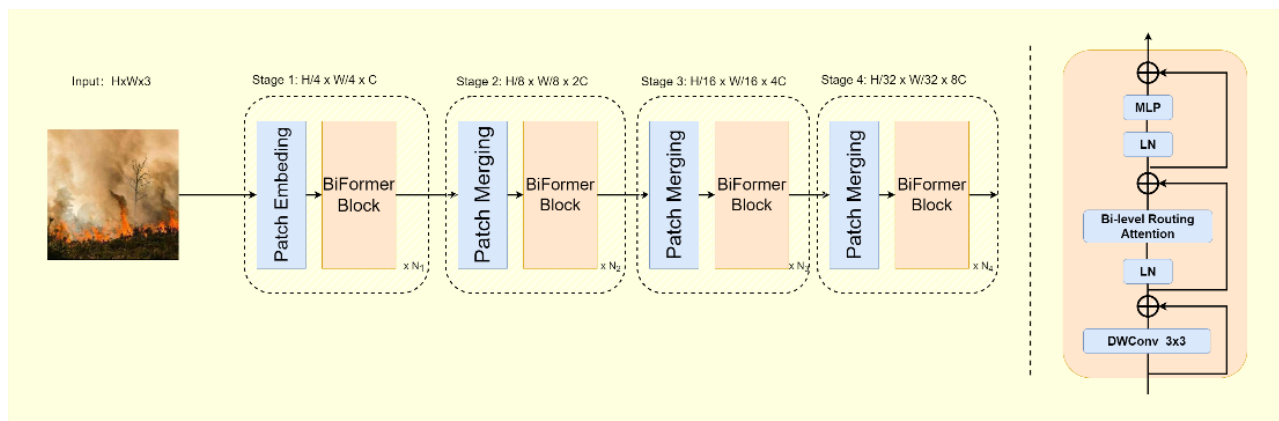 Input: HxWx3
Stage 1: H/4 x W/4 x C
Stage 2: H/8 x W/8 x 2C
Stage 3: H/16 x W/16 x 4C
Stage 4: H/32 x W/32 x 8C
Patch Embeding
BiFormer
Block
x N1
Patch Merging
BiFormer
Block
x N2
Patch Merging
BiFormer
Block
x N3
Patch Merging
BiFormer
Block
x N4
MLP
LN
Bi-level Routing
Attention
LN
DWConv 3x3